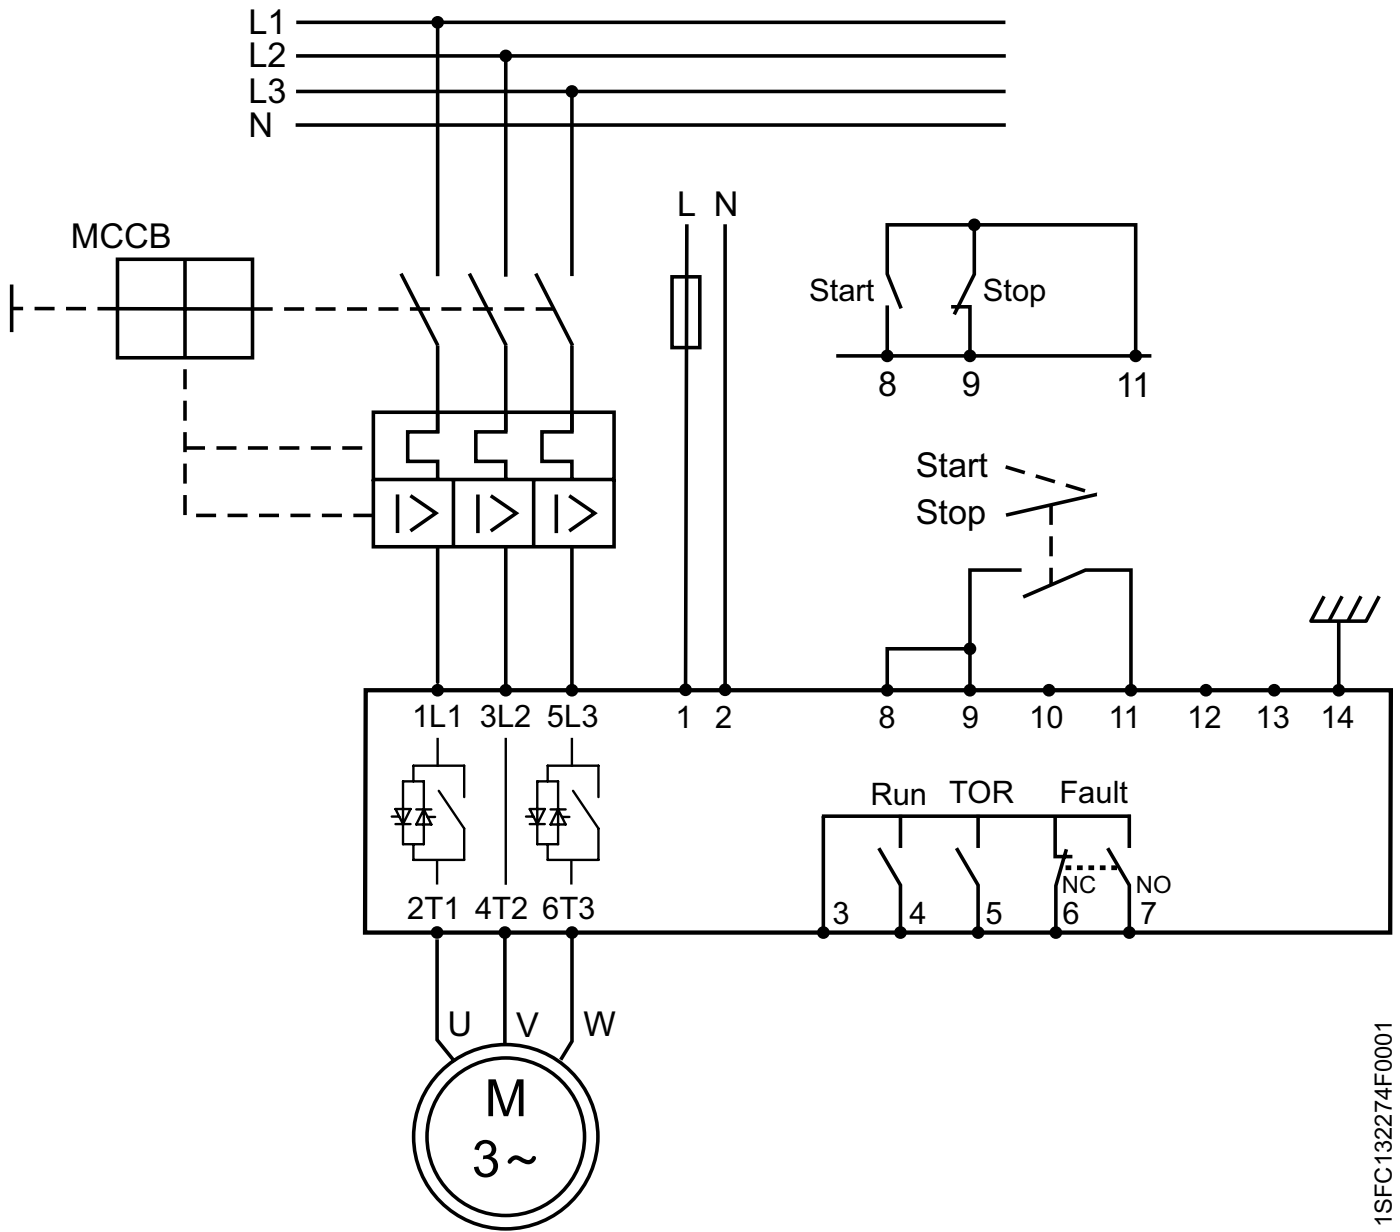 L1
L2
L3
N
L N
MCCB
Start Stop
8 9 11
Start
Stop
1L1 3L2 5L3 1 2 8 9 10 11 12 13 14
Run TOR Fault
NC NO
2T1 4T2 6T3 3 4 5 6 7
U V W
M
3~
1SFC132274F0001